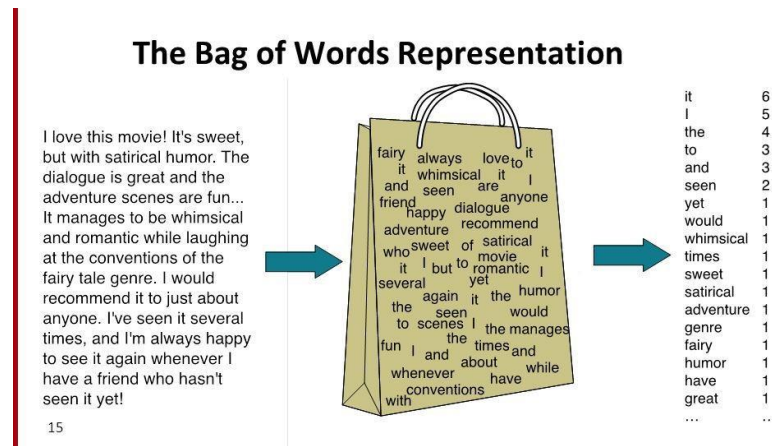 The Bag of Words Representation
I love this movie! It's sweet,
but with satirical humor. The
dialogue is great and the
adventure scenes are fun...
It manages to be whimsical
and romantic while laughing
at the conventions of the
fairy tale genre. I would
recommend it to just about
anyone. I've seen it several
times, and I'm always happy
to see it again whenever I
have a friend who hasn't
seen it yet!
15
fairy always love to it
it whimsical it I
and seen are anyone
friend happy dialogue
adventure recommend
who sweet of satirical
it I but to movie it
romantic I
several yet
again it the humor
the seen would
to scenes I the manages
fun I and the times and
whenever about while
have
conventions
with
it 6
I 5
the 4
to 3
and 3
seen 2
yet 1
would 1
whimsical 1
times 1
sweet 1
satirical 1
adventure 1
genre 1
fairy 1
humor 1
have 1
great 1
... ..